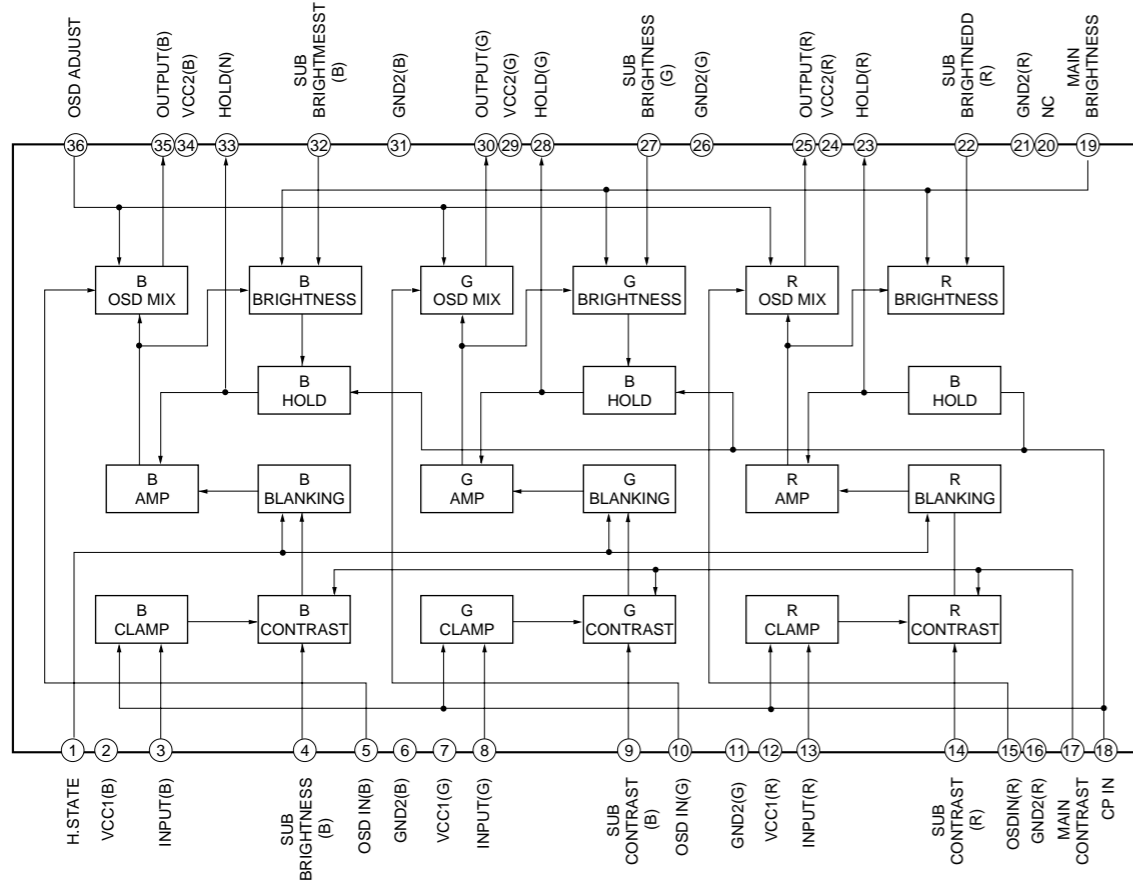 OSD ADJUST
OUTPUT(B)
VCC2(B)
HOLD(N)
SUB
BRIGHTMESST
(B)
GND2(B)
OUTPUT(G)
VCC2(G)
HOLD(G)
SUB
BRIGHTNESS
(G)
GND2(G)
OUTPUT(R)
VCC2(R)
HOLD(R)
SUB
BRIGHTNEDD
(R)
GND2(R)
NC
MAIN
BRIGHTNESS
36
35
34
33
32
31
30
29
28
27
26
25
24
23
22
21
20
19
B
OSD MIX
B
BRIGHTNESS
G
OSD MIX
G
BRIGHTNESS
R
OSD MIX
R
BRIGHTNESS
B
HOLD
B
HOLD
B
HOLD
B
AMP
B
BLANKING
G
AMP
G
BLANKING
R
AMP
R
BLANKING
B
CLAMP
B
CONTRAST
G
CLAMP
G
CONTRAST
R
CLAMP
R
CONTRAST
1
2
3
4
5
6
7
8
9
10
11
12
13
14
15
16
17
18
H.STATE
VCC1(B)
INPUT(B)
SUB
BRIGHTNESS
(B)
OSD IN(B)
GND2(B)
VCC1(G)
INPUT(G)
SUB
CONTRAST
(B)
OSD IN(G)
GND2(G)
VCC1(R)
INPUT(R)
SUB
CONTRAST
(R)
OSDIN(R)
GND2(R)
MAIN
CONTRAST
CP IN